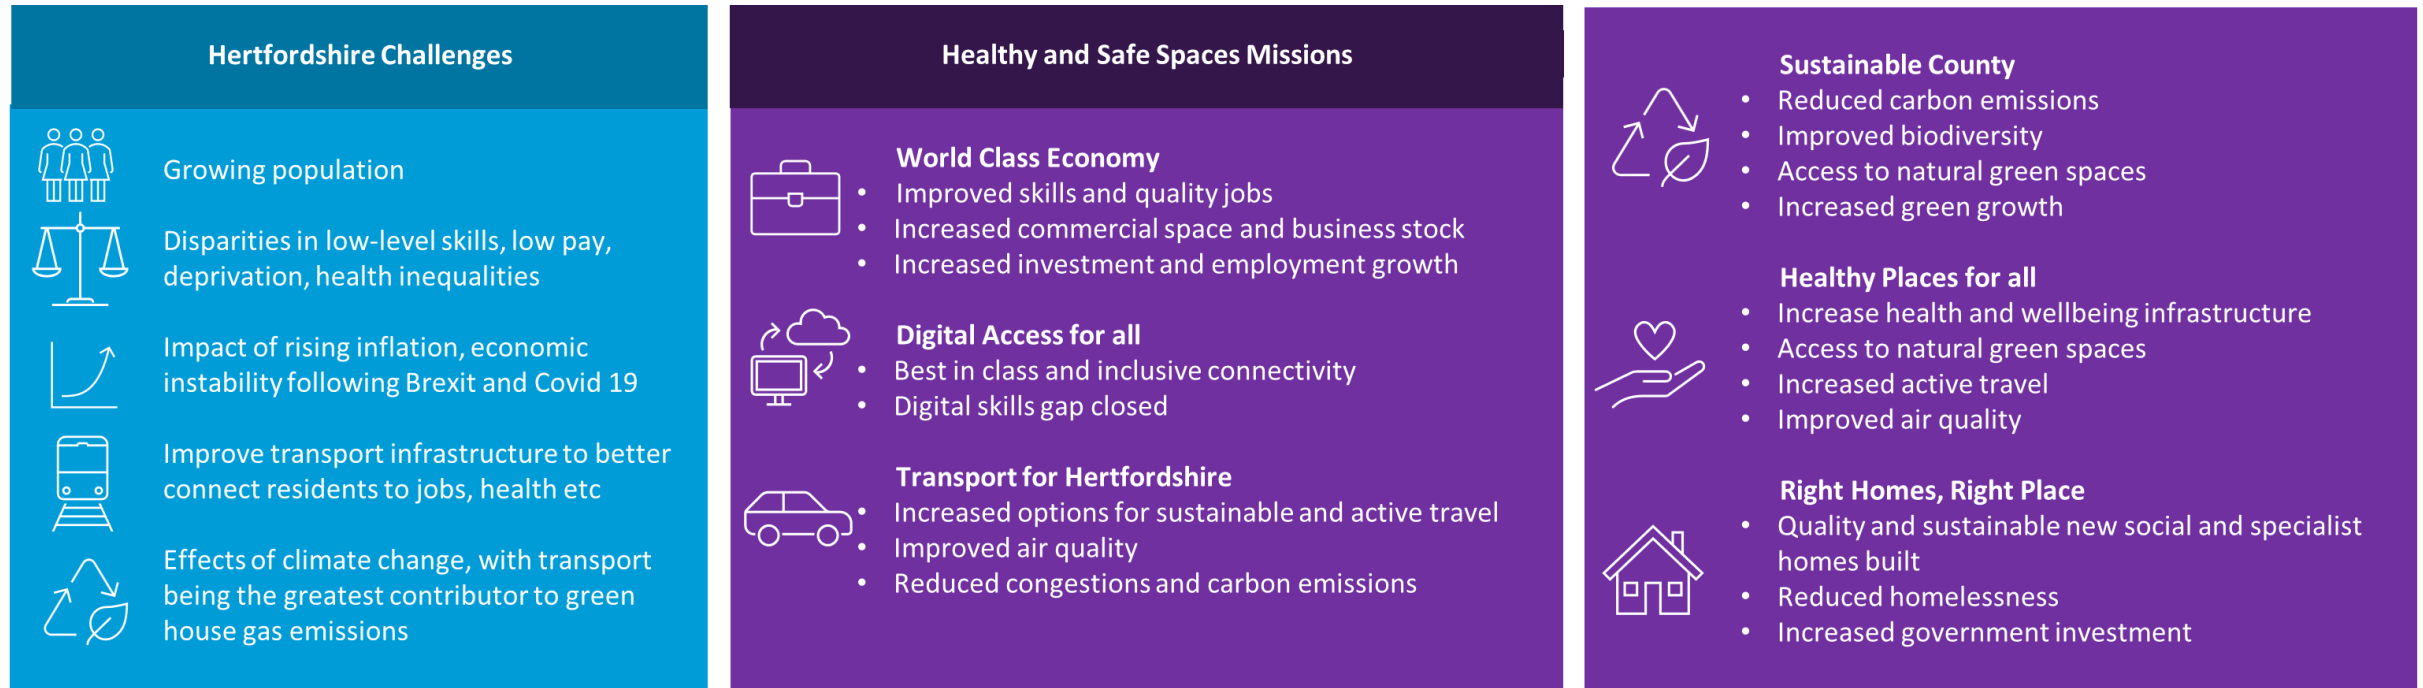 Hertfordshire Challenges
Growing population
Disparities in low-level skills, low pay,
deprivation, health inequalities
Impact of rising inflation, economic
instability following Brexit and Covid 19
Improve transport infrastructure to better
connect residents to jobs, health etc
Effects of climate change, with transport
being the greatest contributor to green
house gas emissions
Healthy and Safe Spaces Missions
World Class Economy
• Improved skills and quality jobs
• Increased commercial space and business stock
• Increased investment and employment growth
Digital Access for all
• Best in class and inclusive connectivity
• Digital skills gap closed
Transport for Hertfordshire
• Increased options for sustainable and active travel
• Improved air quality
• Reduced congestions and carbon emissions
Sustainable County
• Reduced carbon emissions
• Improved biodiversity
• Access to natural green spaces
• Increased green growth
Healthy Places for all
• Increase health and wellbeing infrastructure
• Access to natural green spaces
• Increased active travel
• Improved air quality
Right Homes, Right Place
• Quality and sustainable new social and specialist
homes built
• Reduced homelessness
• Increased government investment